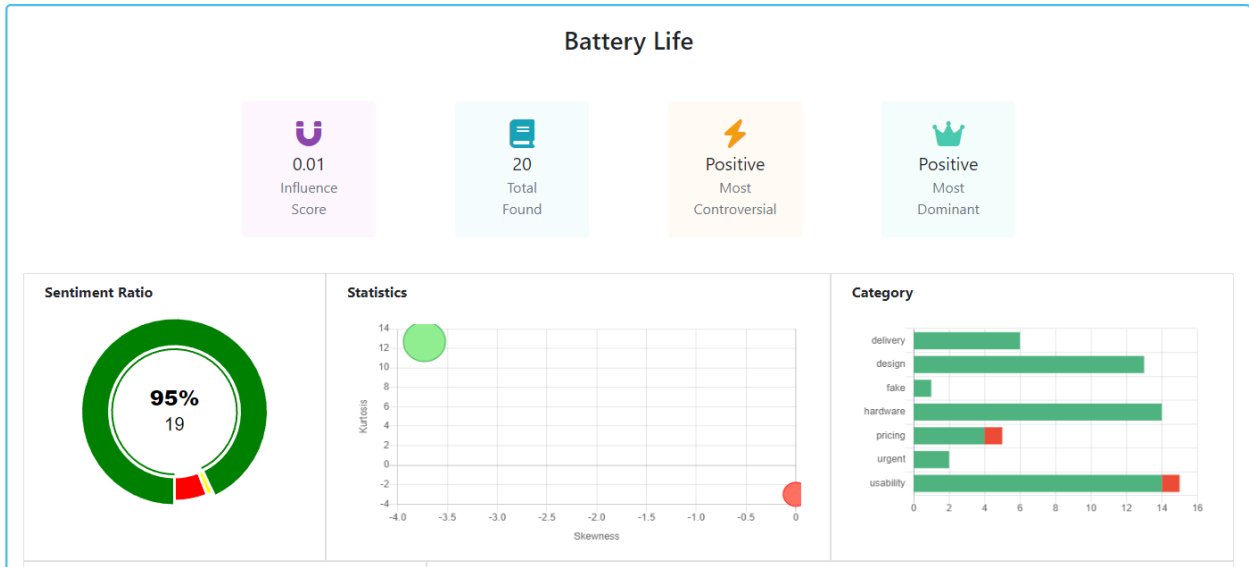 Battery Life
0.01
Influence
Score
20
Total
Found
Positive
Most
Controversial
Positive
Most
Dominant
Sentiment Ratio
95%
19
Statistics
14
12
10
8
6
4
2
0
-2
-4
Kurtosis
-4.0 -3.5 -3.0 -2.5 -2.0 -1.5 -1.0 -0.5 0
Skewness
Category
delivery
design
fake
hardware
pricing
urgent
usability
0 2 4 6 8 10 12 14 16